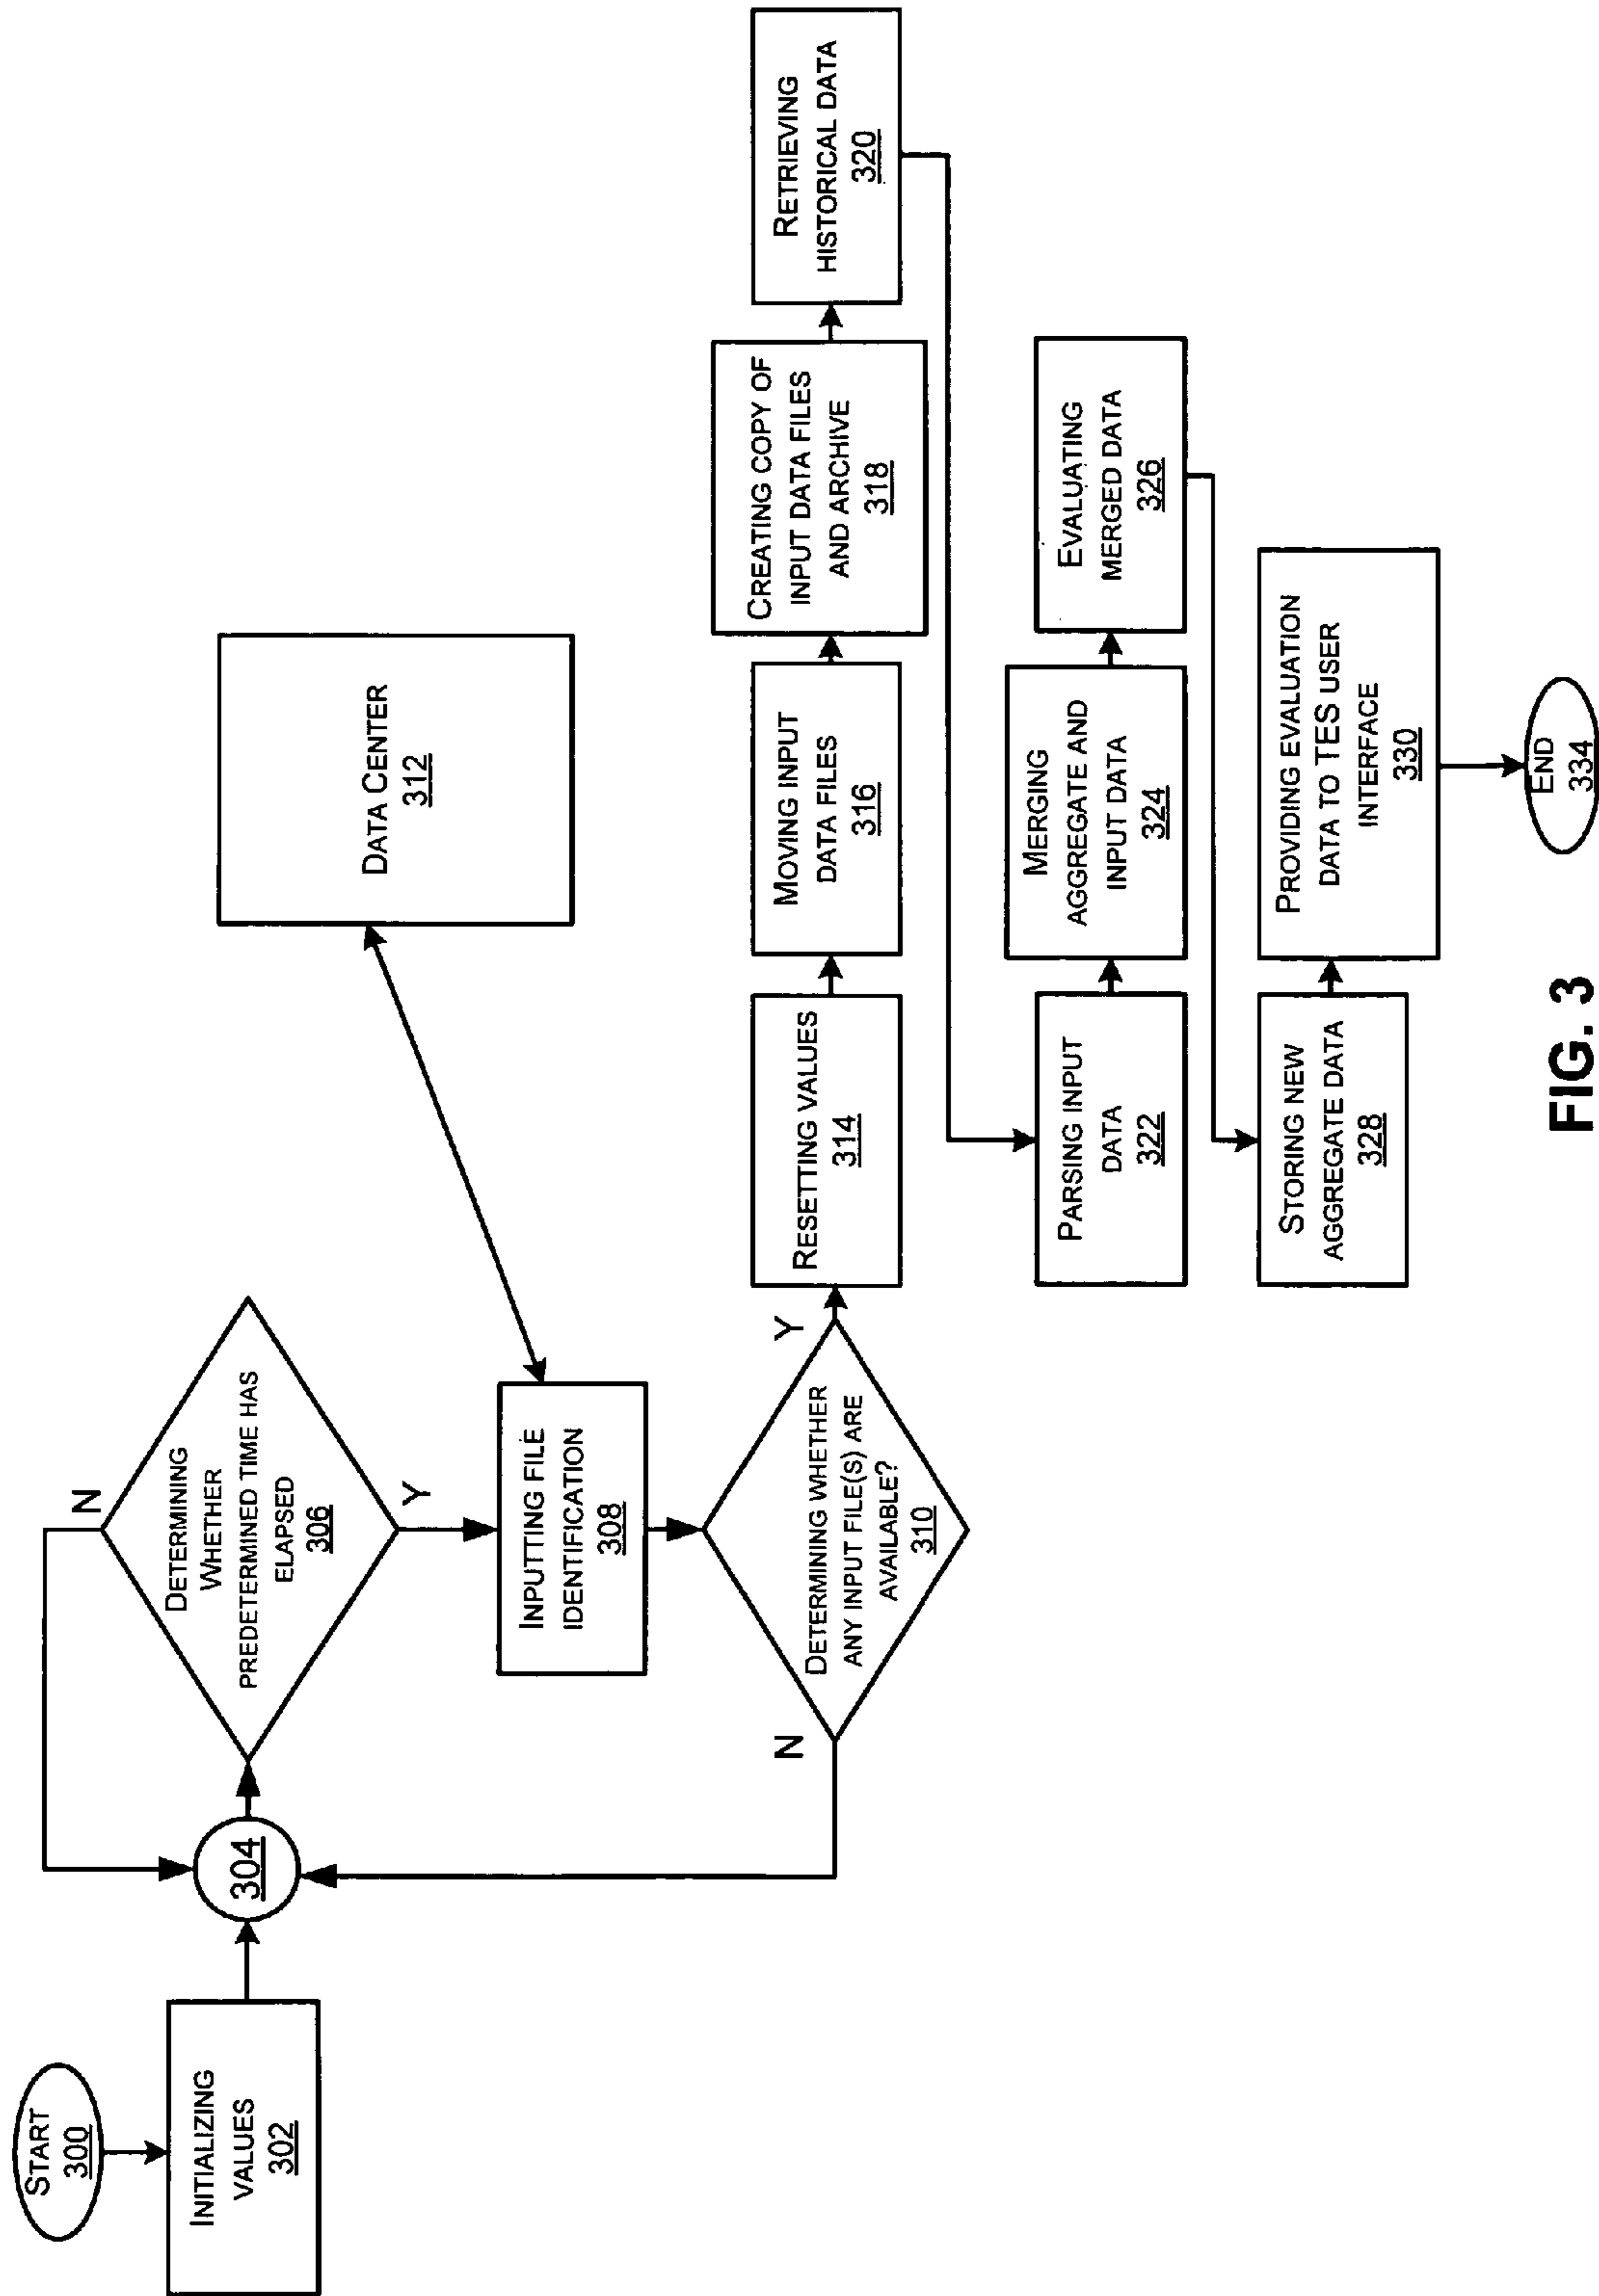 START
300
INITIALIZING
VALUES
302
304
DETERMINING
WHETHER
PREDETERMINED TIME HAS
ELAPSED
306
N
Y
INPUTTING FILE
IDENTIFICATION
308
DATA CENTER
312
DETERMINING WHETHER
ANY INPUT FILE(S) ARE
AVAILABLE?
310
N
Y
RESETTING VALUES
314
MOVING INPUT
DATA FILES
316
CREATING COPY OF
INPUT DATA FILES
AND ARCHIVE
318
RETRIEVING
HISTORICAL DATA
320
PARSING INPUT
DATA
322
MERGING
AGGREGATE AND
INPUT DATA
324
EVALUATING
MERGED DATA
326
STORING NEW
AGGREGATE DATA
328
PROVIDING EVALUATION
DATA TO TES USER
INTERFACE
330
END
334
FIG. 3